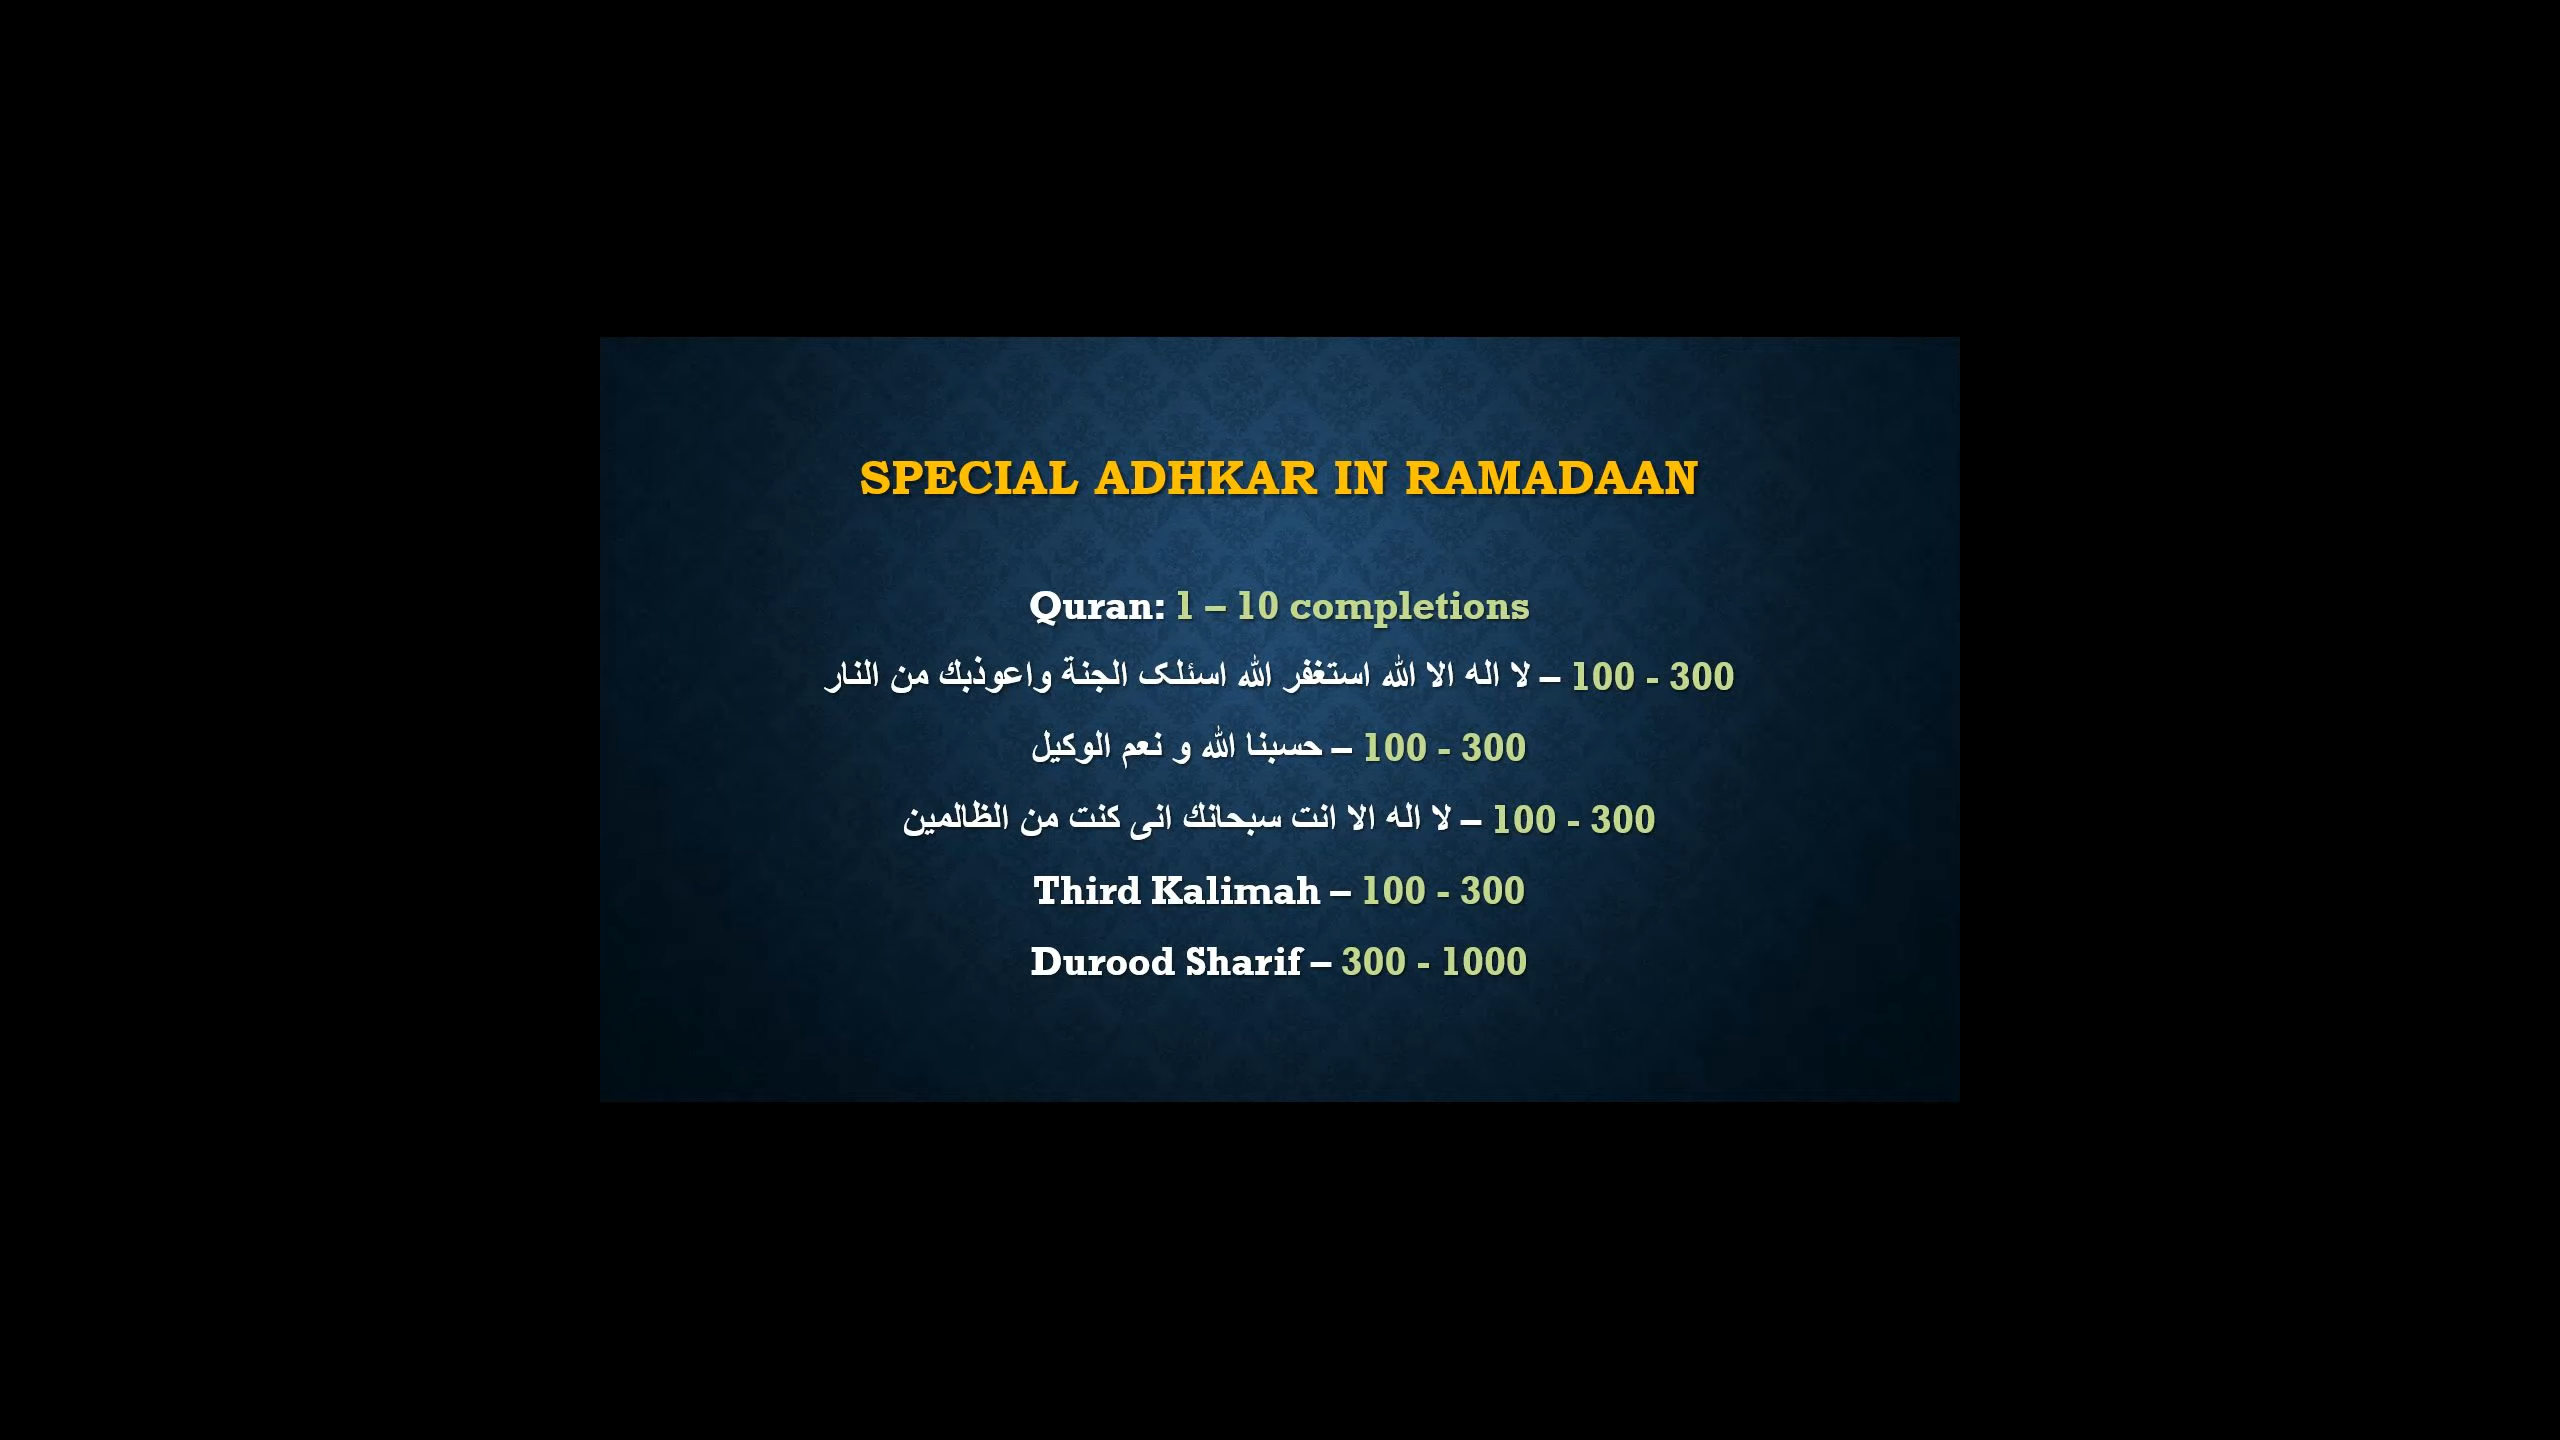 SPECIAL ADHKAR IN RAMADAAN
Quran: 1 – 10 completions
لا اله الا الله استغفر الله اسئلک الجنة واعوذبك من النار – 100 - 300
حسبنا الله و نعم الوكيل – 100 - 300
لا اله الا انت سبحانك انى كنت من الظالمين – 100 - 300
Third Kalimah – 100 - 300
Durood Sharif – 300 - 1000